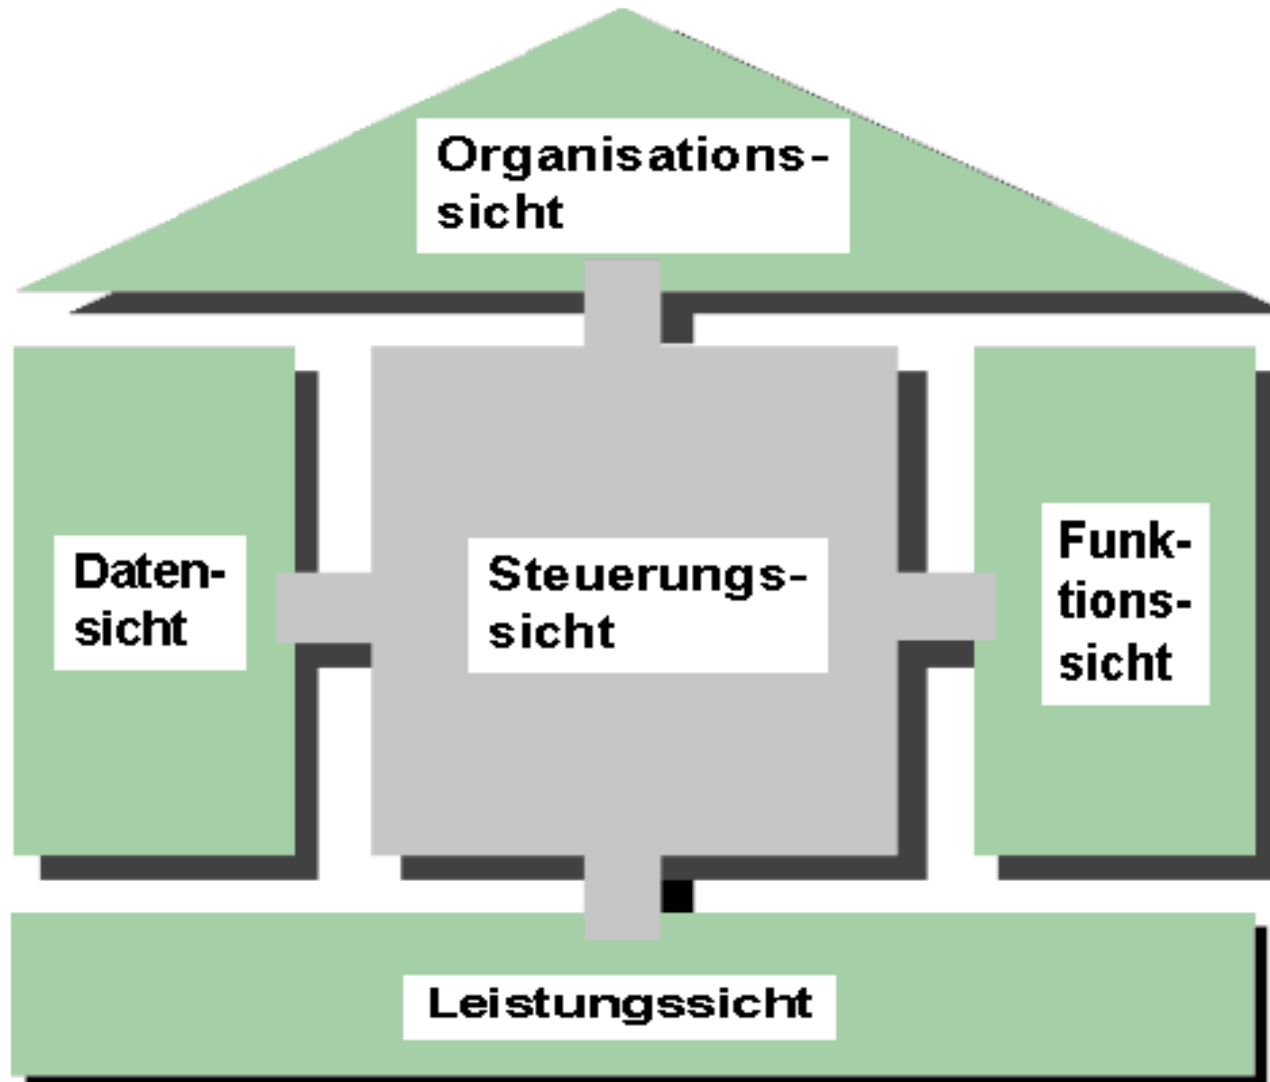 Organisations-
sicht
Daten-
sicht
Steuerungs-
sicht
Funk-
tions-
sicht
Leistungssicht